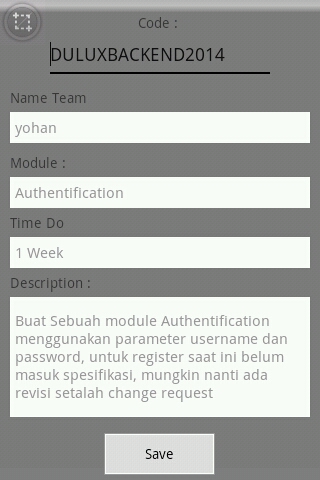 Code :
DULUXBACKEND2014
Name Team
yohan
Module :
Authentification
Time Do
1 Week
Description :
Buat Sebuah module Authentification
menggunakan parameter username dan
password, untuk register saat ini belum
masuk spesifikasi, mungkin nanti ada
revisi setalah change request
Save